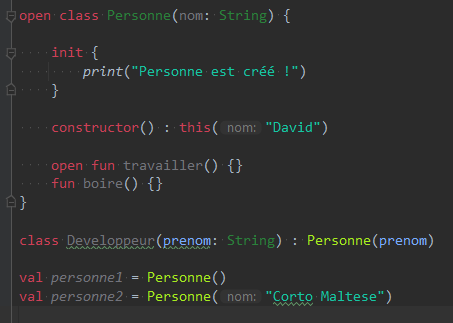 open class Personne(nom: String) {
init {
print("Personne est créé !")
}
constructor() : this( nom: "David")
open fun travailler() {}
fun boire() {}
}
class Developpeur(prenom: String) : Personne(prenom)
val personne1 = Personne()
val personne2 = Personne( nom: "Corto Maltese")